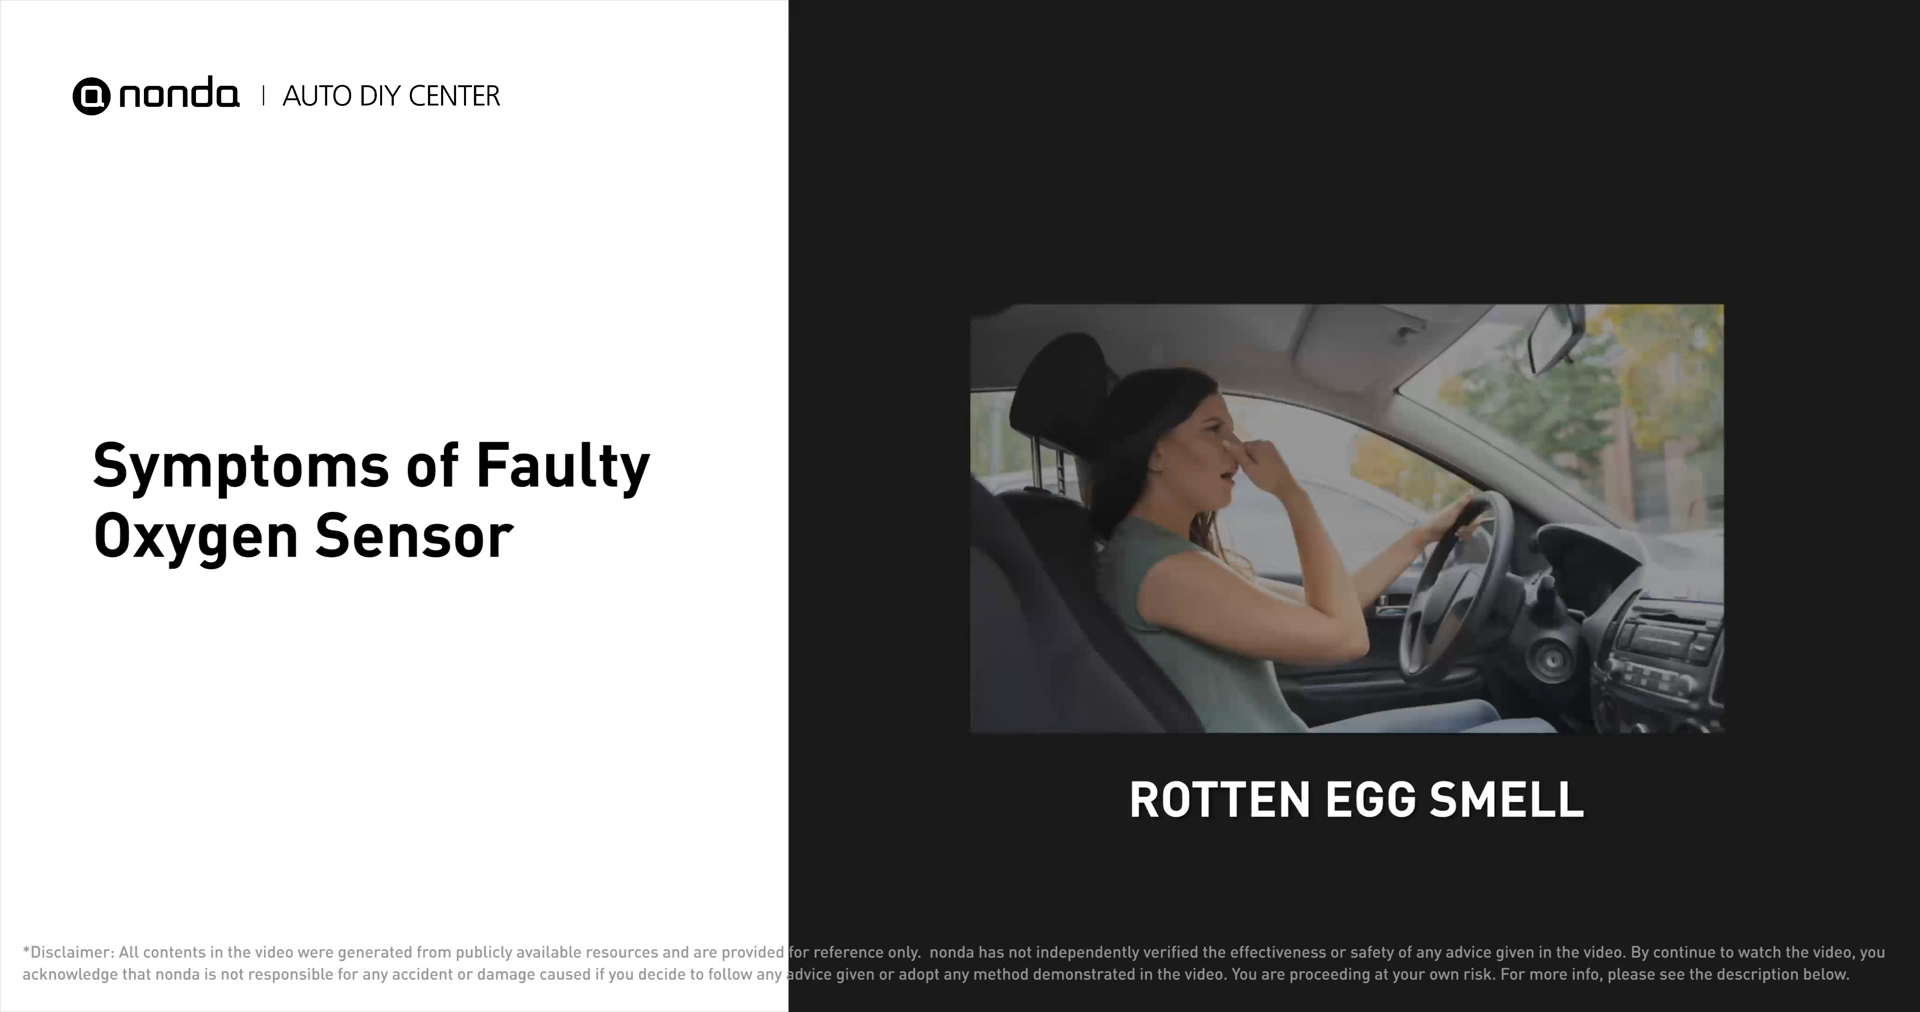 nonda | AUTO DIY CENTER
Symptoms of Faulty
Oxygen Sensor
ROTTEN EGG SMELL
*Disclaimer: All contents in the video were generated from publicly available resources and are provided for reference only.  nonda has not independently verified the effectiveness or safety of any advice given in the video. By continue to watch the video, you
acknowledge that nonda is not responsible for any accident or damage caused if you decide to follow any advice given or adopt any method demonstrated in the video. You are proceeding at your own risk. For more info, please see the description below.